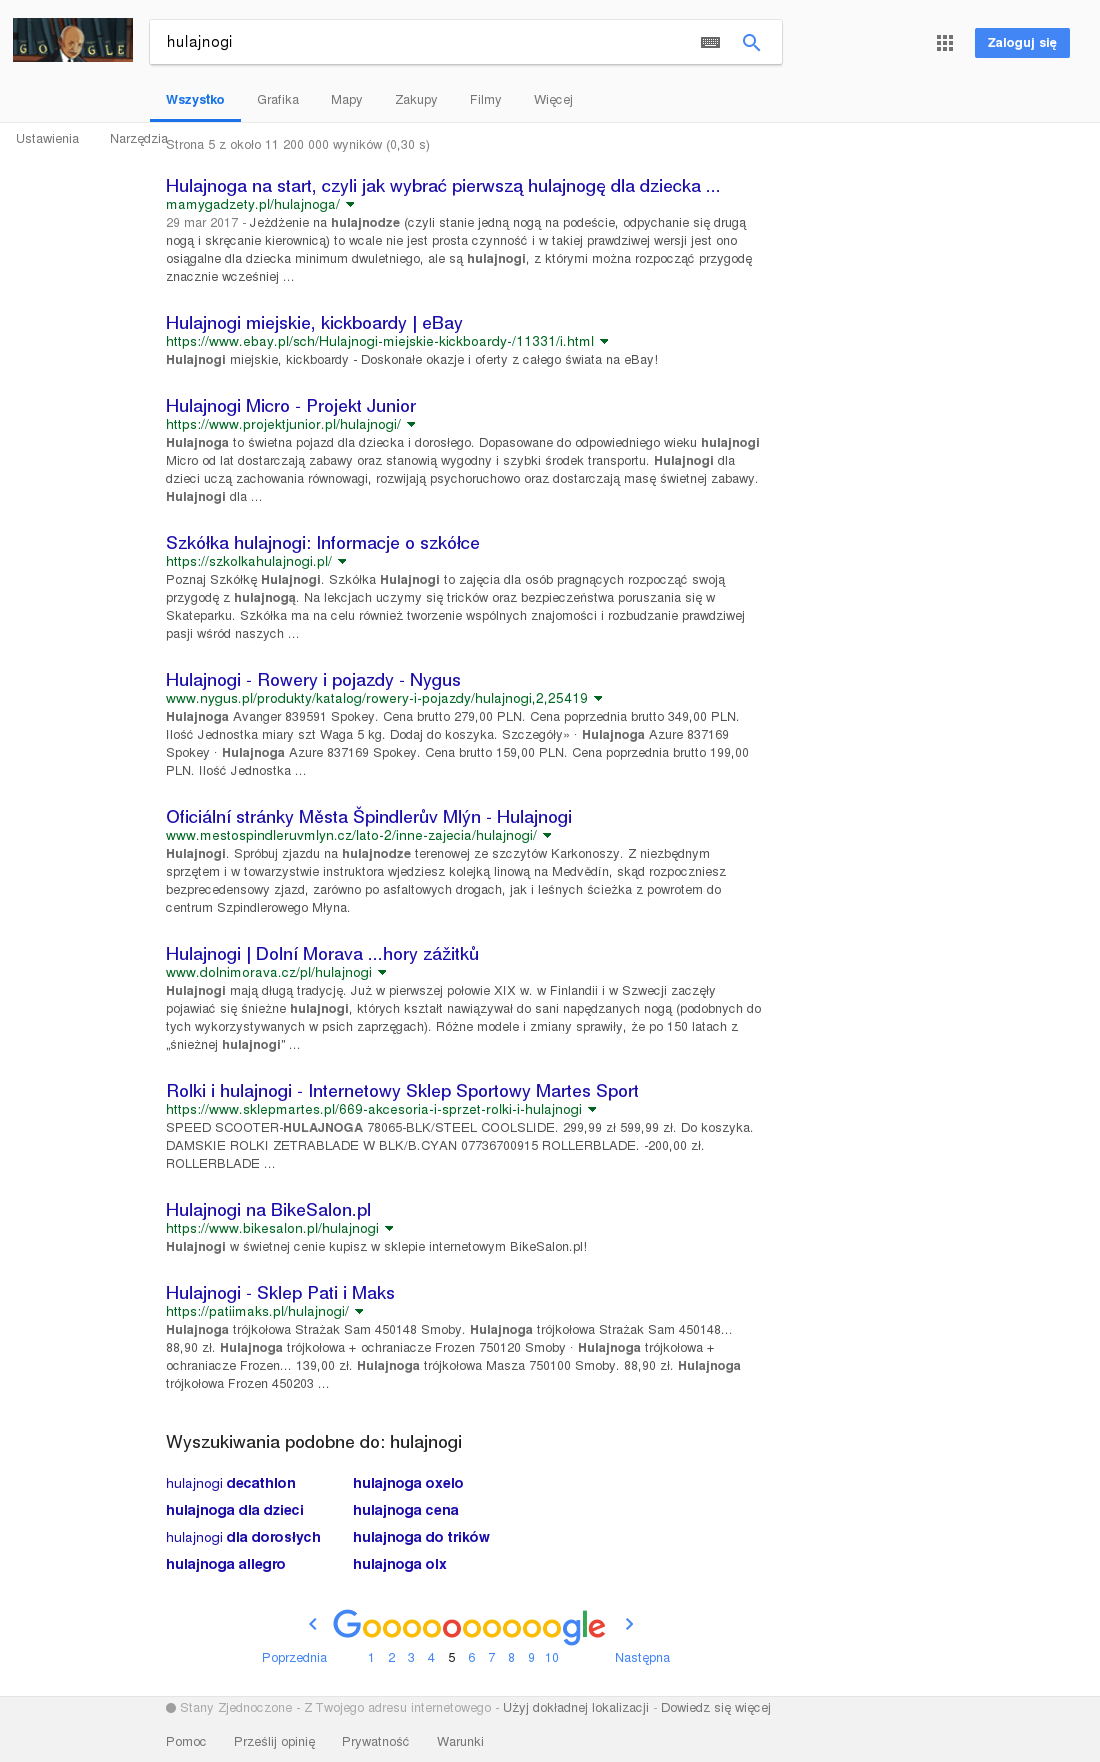 GOOGLE
hulajnogi
Zaloguj się
Wszystko Grafika Mapy Zakupy Filmy Więcej
Ustawienia Narzędzia
Strona 5 z około 11 200 000 wyników (0,30 s)
Hulajnoga na start, czyli jak wybrać pierwszą hulajnogę dla dziecka ...
mamygadzety.pl/hulajnoga/
29 mar 2017 - Jeżdżenie na hulajnodze (czyli stanie jedną nogą na podeście, odpychanie się drugą
nogą i skręcanie kierownicą) to wcale nie jest prosta czynność i w takiej prawdziwej wersji jest ono
osiągalne dla dziecka minimum dwuletniego, ale są hulajnogi, z którymi można rozpocząć przygodę
znacznie wcześniej ...
Hulajnogi miejskie, kickboardy | eBay
https://www.ebay.pl/sch/Hulajnogi-miejskie-kickboardy-/11331/i.html
Hulajnogi miejskie, kickboardy - Doskonałe okazje i oferty z całego świata na eBay!
Hulajnogi Micro - Projekt Junior
https://www.projektjunior.pl/hulajnogi/
Hulajnoga to świetna pojazd dla dziecka i dorosłego. Dopasowane do odpowiedniego wieku hulajnogi
Micro od lat dostarczają zabawy oraz stanowią wygodny i szybki środek transportu. Hulajnogi dla
dzieci uczą zachowania równowagi, rozwijają psychoruchowo oraz dostarczają masę świetnej zabawy.
Hulajnogi dla ...
Szkółka hulajnogi: Informacje o szkółce
https://szkolkahulajnogi.pl/
Poznaj Szkółkę Hulajnogi. Szkółka Hulajnogi to zajęcia dla osób pragnących rozpocząć swoją
przygodę z hulajnogą. Na lekcjach uczymy się tricków oraz bezpieczeństwa poruszania się w
Skateparku. Szkółka ma na celu również tworzenie wspólnych znajomości i rozbudzanie prawdziwej
pasji wśród naszych ...
Hulajnogi - Rowery i pojazdy - Nygus
www.nygus.pl/produkty/katalog/rowery-i-pojazdy/hulajnogi,2,25419
Hulajnoga Avanger 839591 Spokey. Cena brutto 279,00 PLN. Cena poprzednia brutto 349,00 PLN.
Ilość Jednostka miary szt Waga 5 kg. Dodaj do koszyka. Szczegóły» · Hulajnoga Azure 837169
Spokey · Hulajnoga Azure 837169 Spokey. Cena brutto 159,00 PLN. Cena poprzednia brutto 199,00
PLN. Ilość Jednostka ...
Oficiální stránky Města Špindlerův Mlýn - Hulajnogi
www.mestospindleruvmlyn.cz/lato-2/inne-zajecia/hulajnogi/
Hulajnogi. Spróbuj zjazdu na hulajnodze terenowej ze szczytów Karkonoszy. Z niezbędnym
sprzętem i w towarzystwie instruktora wjedziesz kolejką linową na Medvědín, skąd rozpoczniesz
bezprecedensowy zjazd, zarówno po asfaltowych drogach, jak i leśnych ścieżka z powrotem do
centrum Szpindlerowego Młyna.
Hulajnogi | Dolní Morava ...hory zážitků
www.dolnimorava.cz/pl/hulajnogi
Hulajnogi mają długą tradycję. Już w pierwszej połowie XIX w. w Finlandii i w Szwecji zaczęły
pojawiać się śnieżne hulajnogi, których kształt nawiązywał do sani napędzanych nogą (podobnych do
tych wykorzystywanych w psich zaprzęgach). Różne modele i zmiany sprawiły, że po 150 latach z
„śnieżnej hulajnogi” ...
Rolki i hulajnogi - Internetowy Sklep Sportowy Martes Sport
https://www.sklepmartes.pl/669-akcesoria-i-sprzet-rolki-i-hulajnogi
SPEED SCOOTER-HULAJNOGA 78065-BLK/STEEL COOLSLIDE. 299,99 zł 599,99 zł. Do koszyka.
DAMSKIE ROLKI ZETRABLADE W BLK/B.CYAN 07736700915 ROLLERBLADE. -200,00 zł.
ROLLERBLADE ...
Hulajnogi na BikeSalon.pl
https://www.bikesalon.pl/hulajnogi
Hulajnogi w świetnej cenie kupisz w sklepie internetowym BikeSalon.pl!
Hulajnogi - Sklep Pati i Maks
https://patiimaks.pl/hulajnogi/
Hulajnoga trójkołowa Strażak Sam 450148 Smoby. Hulajnoga trójkołowa Strażak Sam 450148...
88,90 zł. Hulajnoga trójkołowa + ochraniacze Frozen 750120 Smoby · Hulajnoga trójkołowa +
ochraniacze Frozen... 139,00 zł. Hulajnoga trójkołowa Masza 750100 Smoby. 88,90 zł. Hulajnoga
trójkołowa Frozen 450203 ...
Wyszukiwania podobne do: hulajnogi
hulajnogi decathlon hulajnoga oxelo
hulajnoga dla dzieci hulajnoga cena
hulajnogi dla dorosłych hulajnoga do trików
hulajnoga allegro hulajnoga olx
Goooooooooogle
Poprzednia 1 2 3 4 5 6 7 8 9 10 Następna
Stany Zjednoczone - Z Twojego adresu internetowego - Użyj dokładnej lokalizacji - Dowiedz się więcej
Pomoc Prześlij opinię Prywatność Warunki